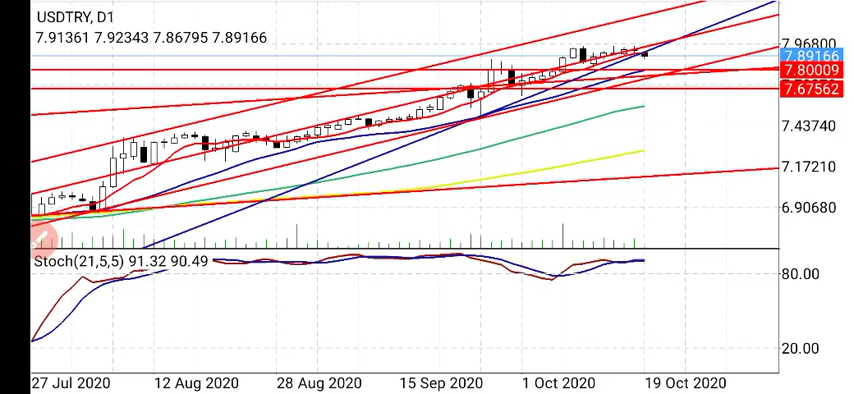 USDTRY, D1
7.91361 7.92343 7.86795 7.89166
7.96800
7.89166
7.80009
7.67562
7.43740
7.17210
6.90680
Stoch(21,5,5) 91.32 90.49
80.00
20.00
27 Jul 2020 12 Aug 2020 28 Aug 2020 15 Sep 2020 1 Oct 2020 19 Oct 2020